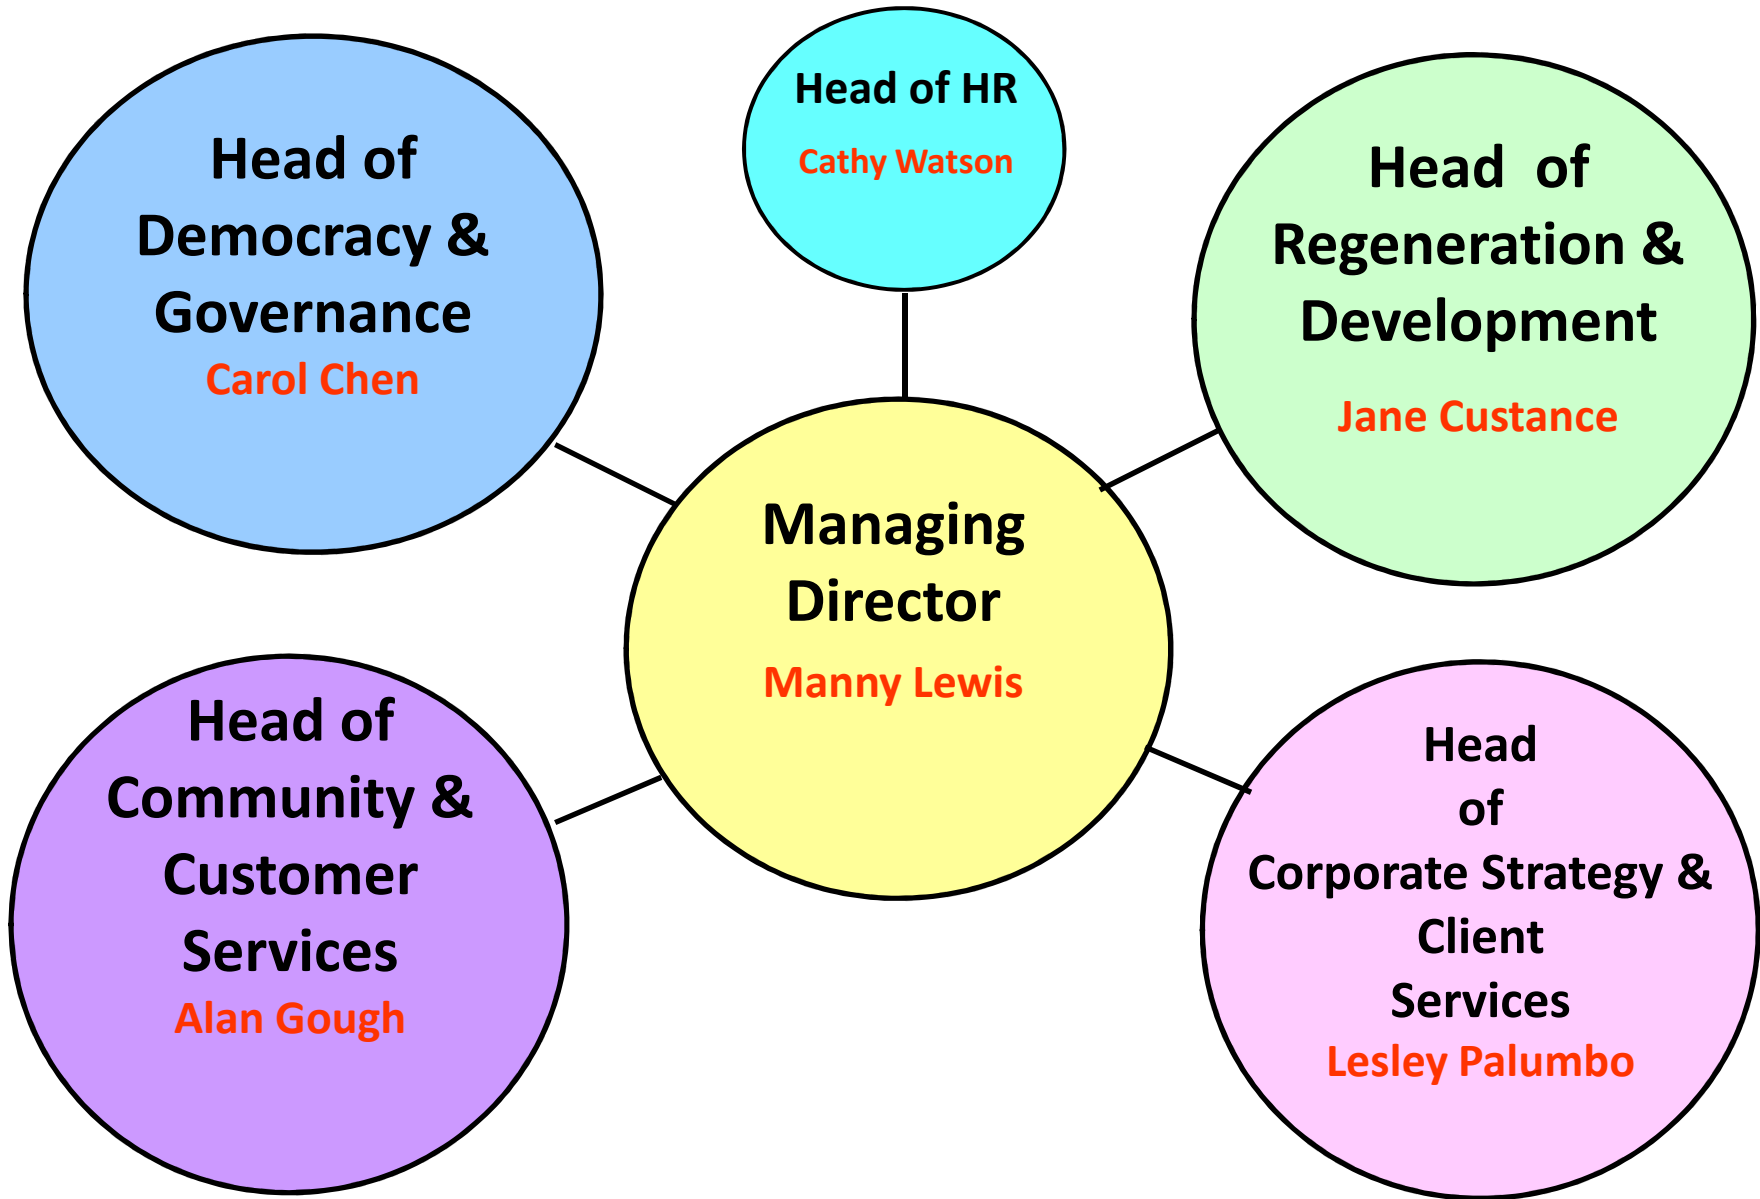 Head of
Democracy &
Governance
Carol Chen
Head of HR
Cathy Watson
Head of
Regeneration &
Development
Jane Custance
Managing
Director
Manny Lewis
Head of
Community &
Customer
Services
Alan Gough
Head
of
Corporate Strategy &
Client
Services
Lesley Palumbo